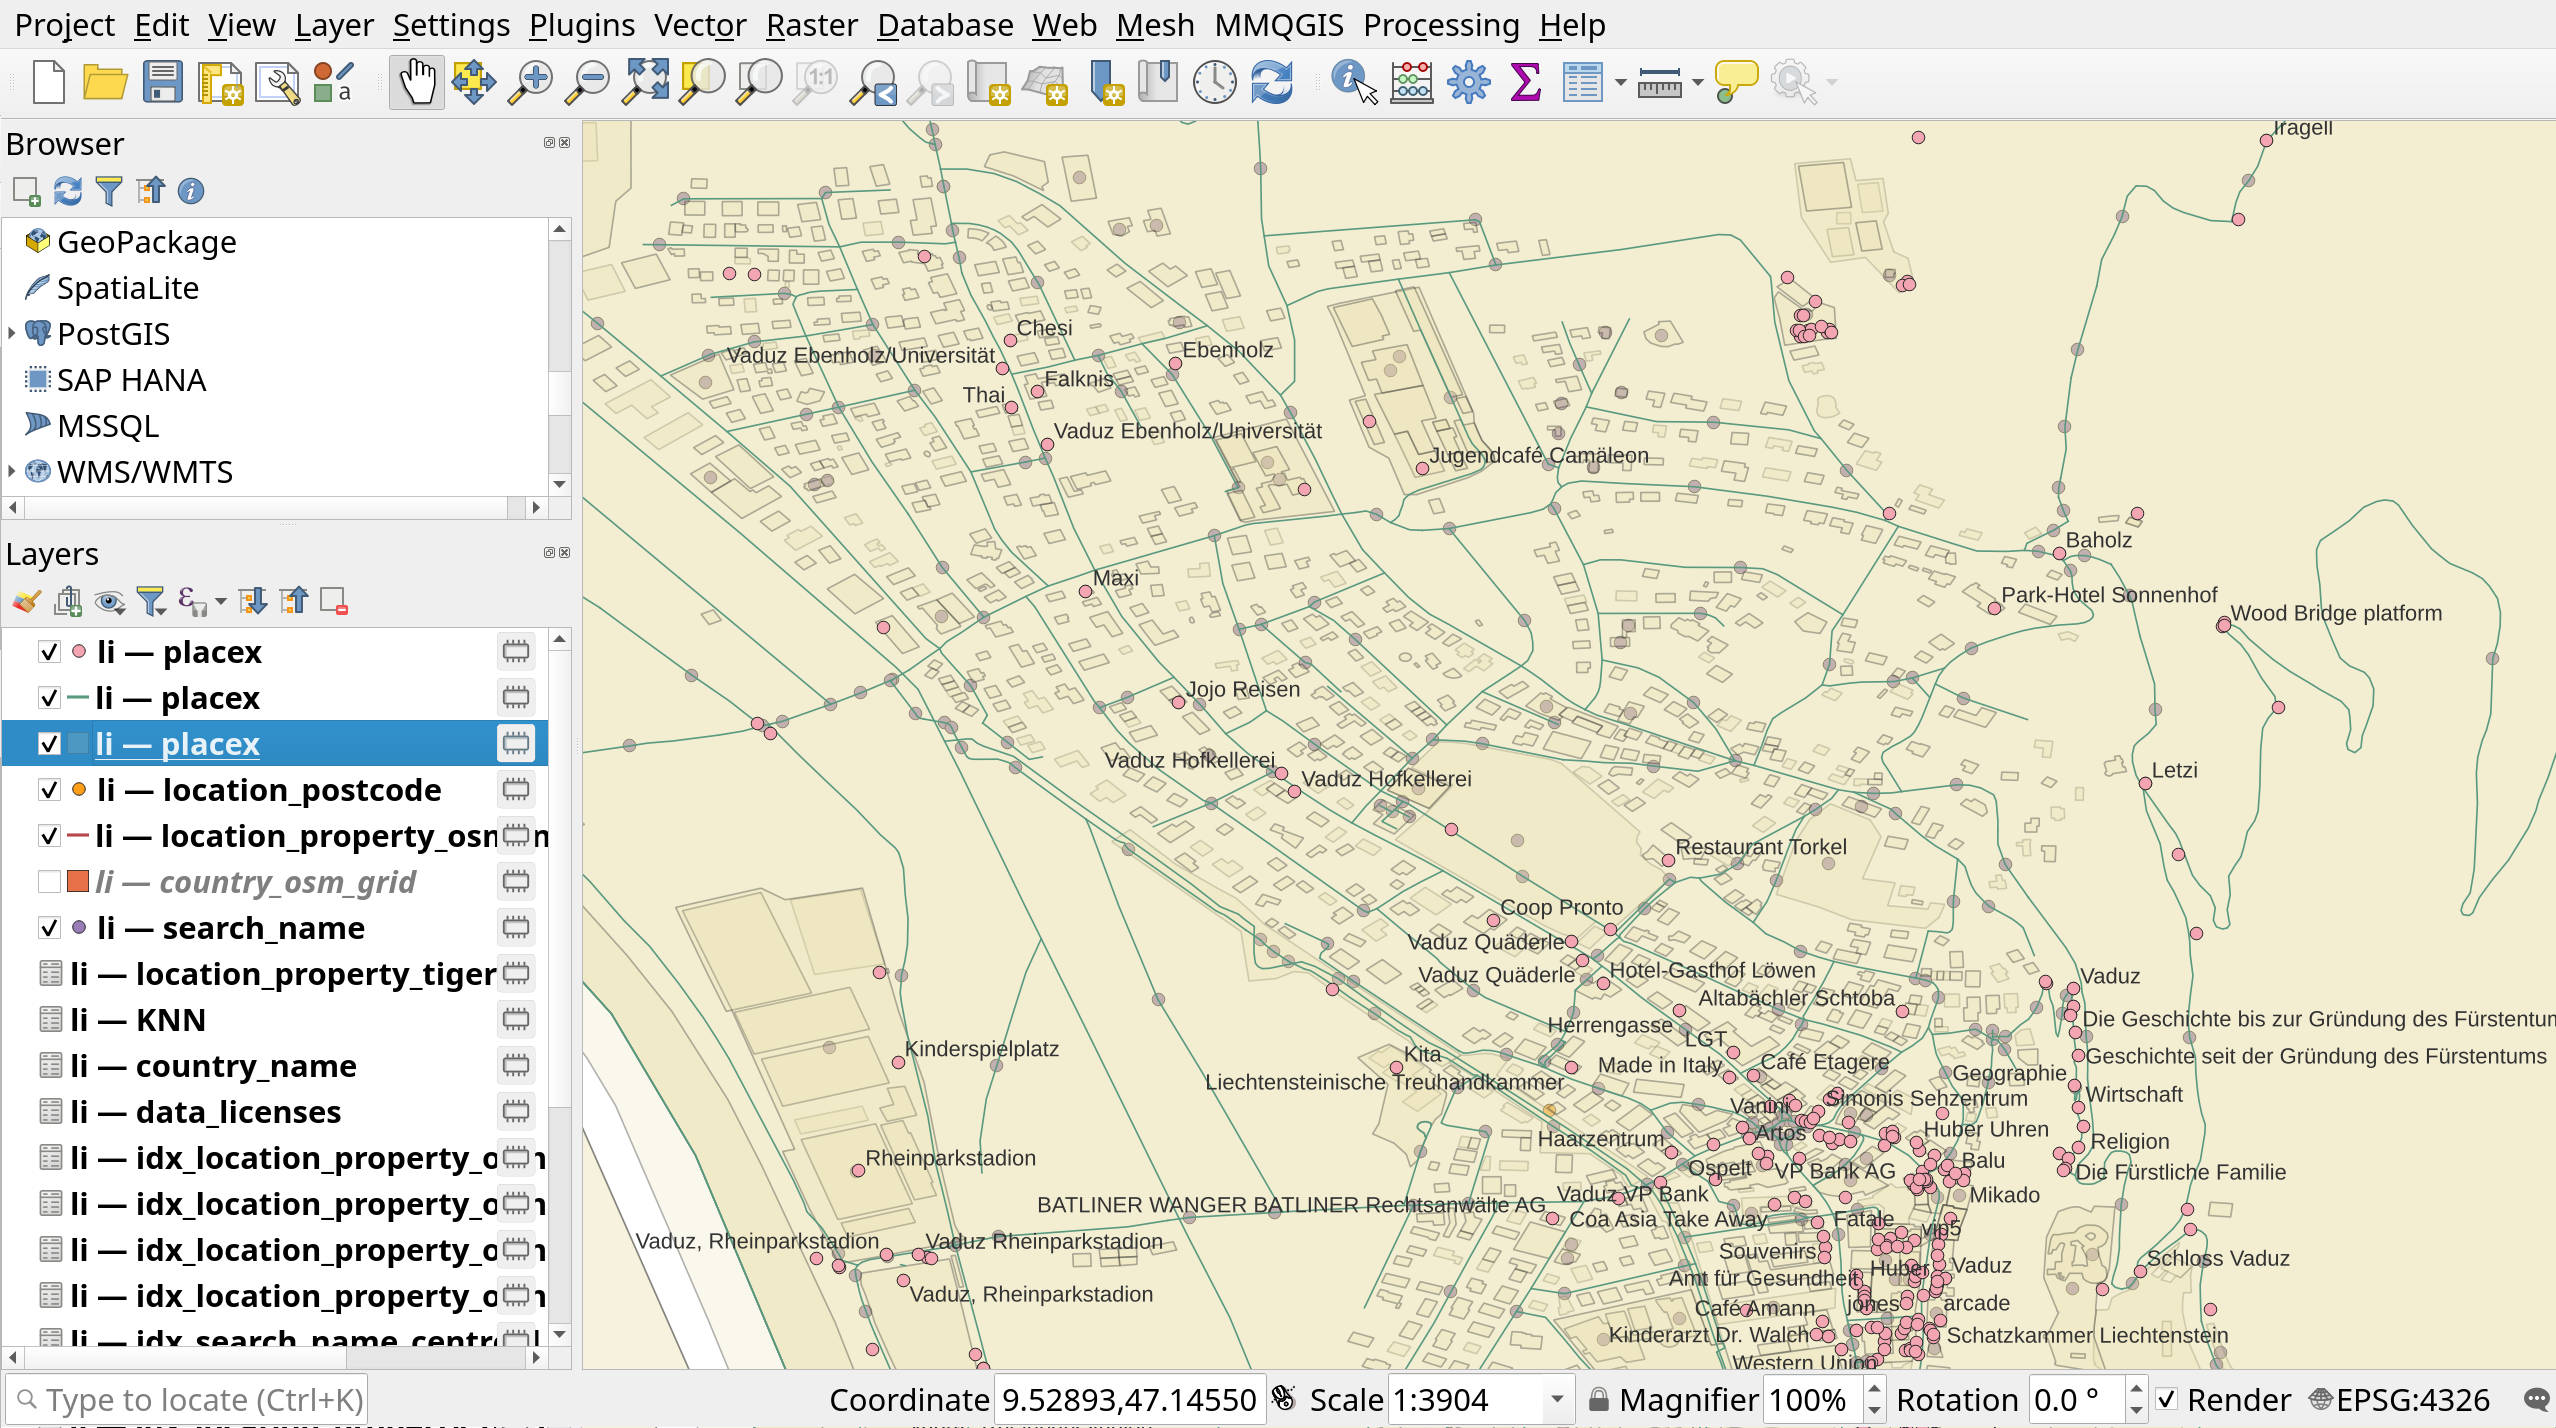 Project Edit View Layer Settings Plugins Vector Raster Database Web Mesh MMQGIS Processing Help
1:1
Browser
GeoPackage
SpatiaLite
PostGIS
SAP HANA
MSSQL
WMS/WMTS
Layers
li — placex
li — placex
li — placex
li — location_postcode
li — location_property_osm
li — country_osm_grid
li — search_name
li — location_property_tiger
li — KNN
li — country_name
li — data_licenses
li — idx_location_property_o
li — idx_location_property_o
li — idx_location_property_o
li — idx_location_property_o
li — idx_search_name_centr
Iragell
Chesi
Vaduz Ebenholz/Universität
Ebenholz
Falknis
Thai
Vaduz Ebenholz/Universität
Jugendcafé Camäleon
Baholz
Maxi
Park-Hotel Sonnenhof
Wood Bridge platform
Jojo Reisen
Vaduz Hofkellerei
Vaduz Hofkellerei
Letzi
Restaurant Torkel
Coop Pronto
Vaduz Quäderle
Vaduz Quäderle
Hotel-Gasthof Löwen
Vaduz
Altabächler Schtoba
Die Geschichte bis zur Gründung des Fürstentum
Herrengasse
LGT
Kinderspielplatz
Kita
Made in Italy
Café Etagere
Geschichte seit der Gründung des Fürstentums
Geographie
Liechtensteinische Treuhandkammer
Wirtschaft
Vanini
Simonis Sehzentrum
Artos
Huber Uhren
Haarzentrum
Religion
Rheinparkstadion
Balu
Ospelt
VP Bank AG
Die Fürstliche Familie
Vaduz VP Bank
Mikado
BATLINER WANGER BATLINER Rechtsanwälte AG
Coa Asia Take Away
Fatale
vip5
Vaduz, Rheinparkstadion
Vaduz Rheinparkstadion
Souvenirs
Schloss Vaduz
Huber
Vaduz
Amt für Gesundheit
Vaduz, Rheinparkstadion
Café Amann
jones
arcade
Kinderarzt Dr. Walch
Schatzkammer Liechtenstein
Western Union
Type to locate (Ctrl+K)
Coordinate 9.52893,47.14550 Scale 1:3904 Magnifier 100% Rotation 0.0 ° Render EPSG:4326